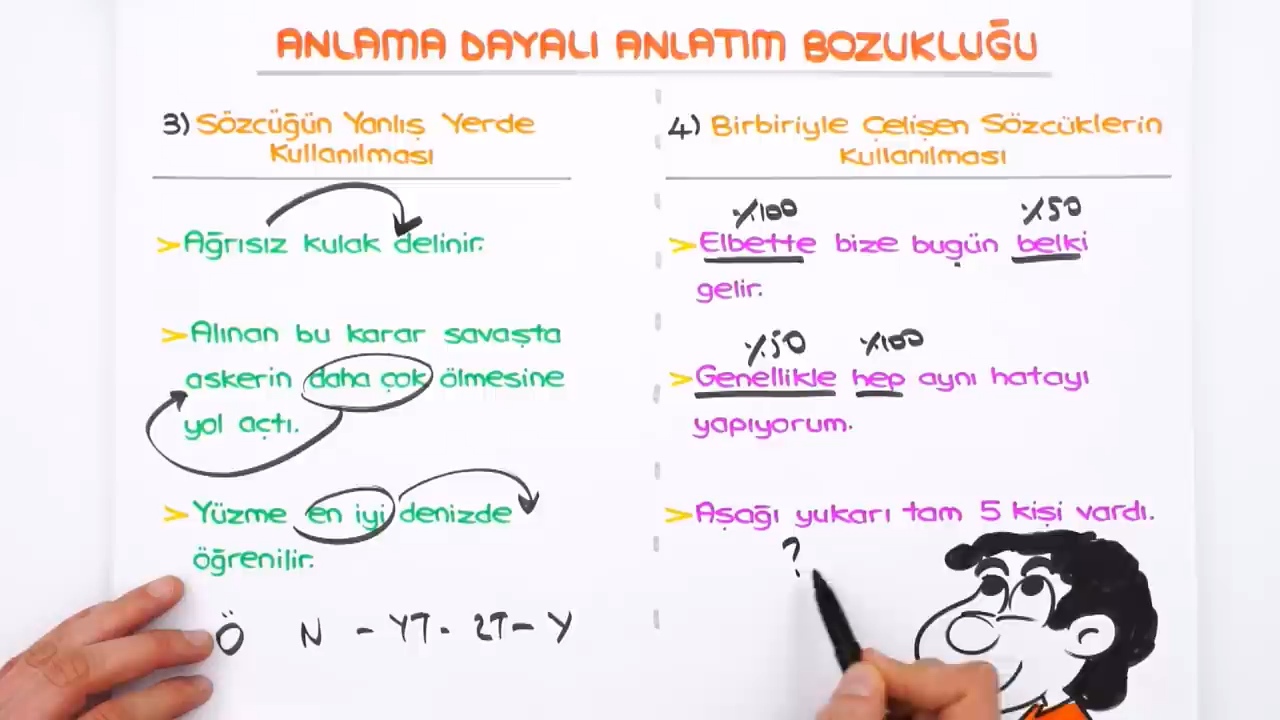 ANLAMA DAYALI ANLATIM BOZUKLUĞU
3) Sözcüğün Yanlış Yerde
Kullanılması
>Ağrısız kulak delinir.
>Alınan bu karar savaşta
askerin daha çok ölmesine
yol açtı.
>Yüzme en iyi denizde
öğrenilir.
Ö N - YT - ZT - Y
4) Birbiriyle Çelişen Sözcüklerin
Kullanılması
%100 %50
>Elbette bize bugün belki
gelir.
%50 %100
>Genellikle hep aynı hatayı
yapıyorum.
>Aşağı yukarı tam 5 kişi vardı.
?